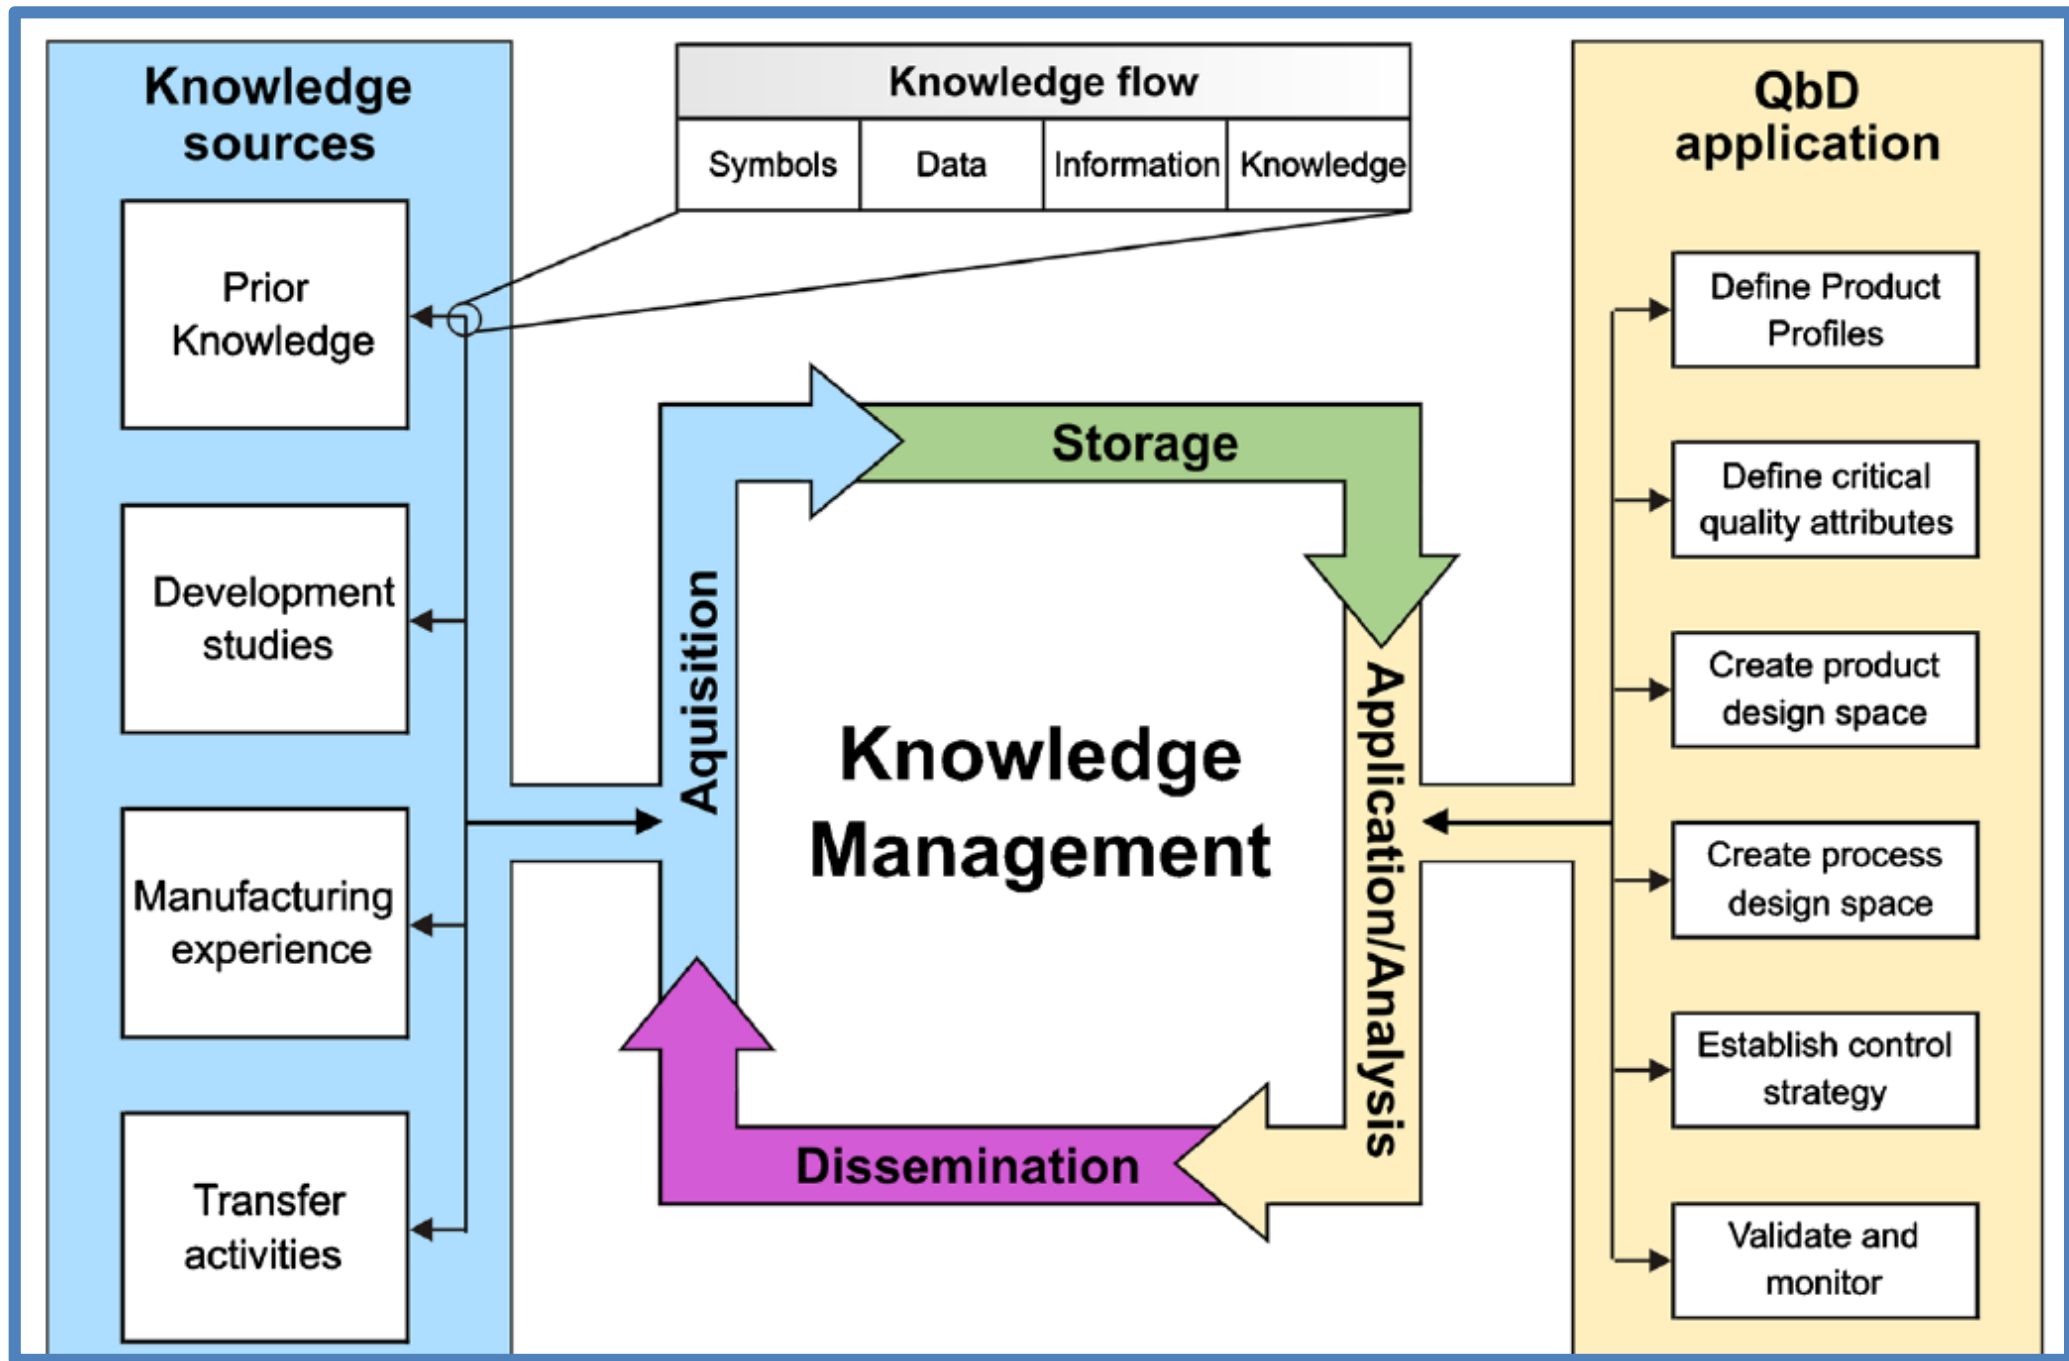 Knowledge
sources
Prior
Knowledge
Development
studies
Manufacturing
experience
Transfer
activities
Knowledge flow
Symbols
Data
Information
Knowledge
Aquisition
Storage
Application/Analysis
Dissemination
Knowledge
Management
QbD
application
Define Product
Profiles
Define critical
quality attributes
Create product
design space
Create process
design space
Establish control
strategy
Validate and
monitor